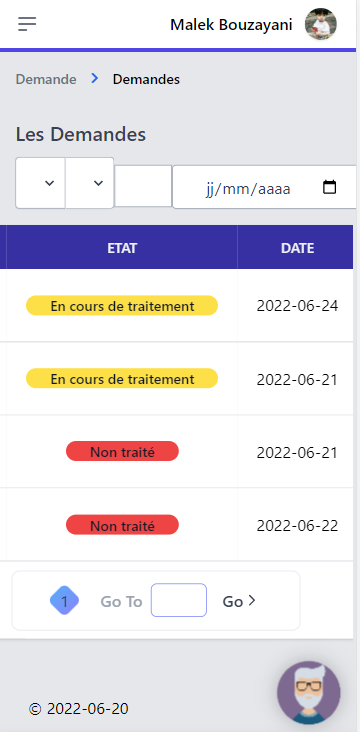 Malek Bouzayani
Demande > Demandes
Les Demandes
jj/mm/aaaa
ETAT DATE
En cours de traitement 2022-06-24
En cours de traitement 2022-06-21
Non traité 2022-06-21
Non traité 2022-06-22
1 Go To Go >
© 2022-06-20